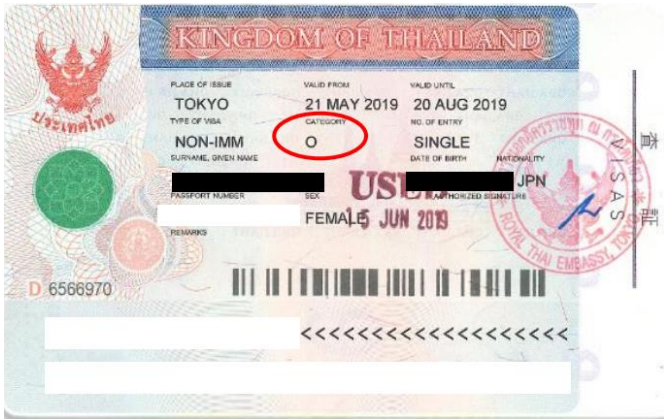 KINGDOM OF THAILAND
ประเทศไทย
PLACE OF ISSUE VALID FROM VALID UNTIL
TOKYO 21 MAY 2019 20 AUG 2019
TYPE OF VISA CATEGORY NO. OF ENTRY
NON-IMM O SINGLE
SURNAME, GIVEN NAME DATE OF BIRTH NATIONALITY
JPN
PASSPORT NUMBER SEX AUTHORIZED SIGNATURE
FEMALE
USED
15 JUN 2019
REMARKS
ROYAL THAI EMBASSY, TOKYO
査証
VISAS
D 6566970
<<<<<<<<<<<<<<<<<<